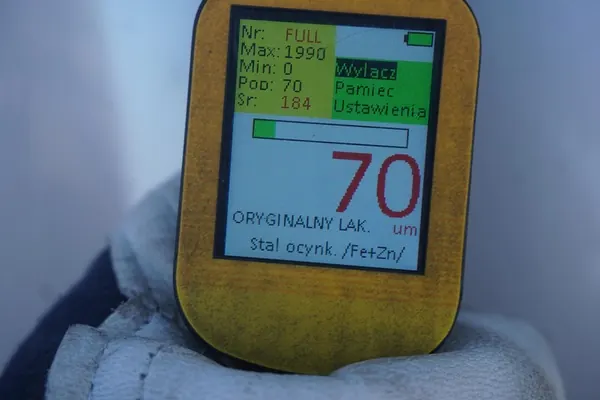 Nr: FULL
Max: 1990
Min: 0
Pop: 70
Sr: 184
Wylacz
Pamiec
Ustawienia
70
um
ORYGINALNY LAK.
Stal ocynk. /Fe+Zn/